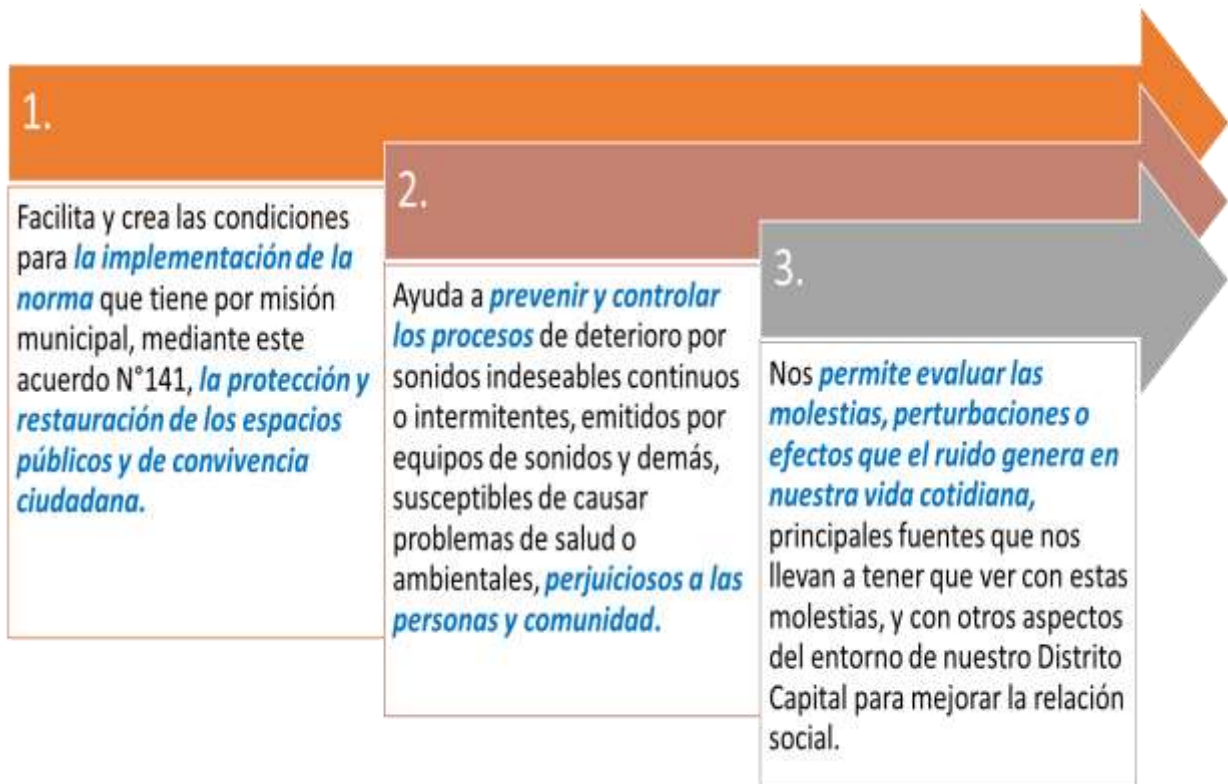 1.
Facilita y crea las condiciones
para la implementación de la
norma que tiene por misión
municipal, mediante este
acuerdo N°141, la protección y
restauración de los espacios
públicos y de convivencia
ciudadana.
2.
Ayuda a prevenir y controlar
los procesos de deterioro por
sonidos indeseables continuos
o intermitentes, emitidos por
equipos de sonidos y demás,
susceptibles de causar
problemas de salud o
ambientales, perjuiciosos a las
personas y comunidad.
3.
Nos permite evaluar las
molestias, perturbaciones o
efectos que el ruido genera en
nuestra vida cotidiana,
principales fuentes que nos
llevan a tener que ver con estas
molestias, y con otros aspectos
del entorno de nuestro Distrito
Capital para mejorar la relación
social.